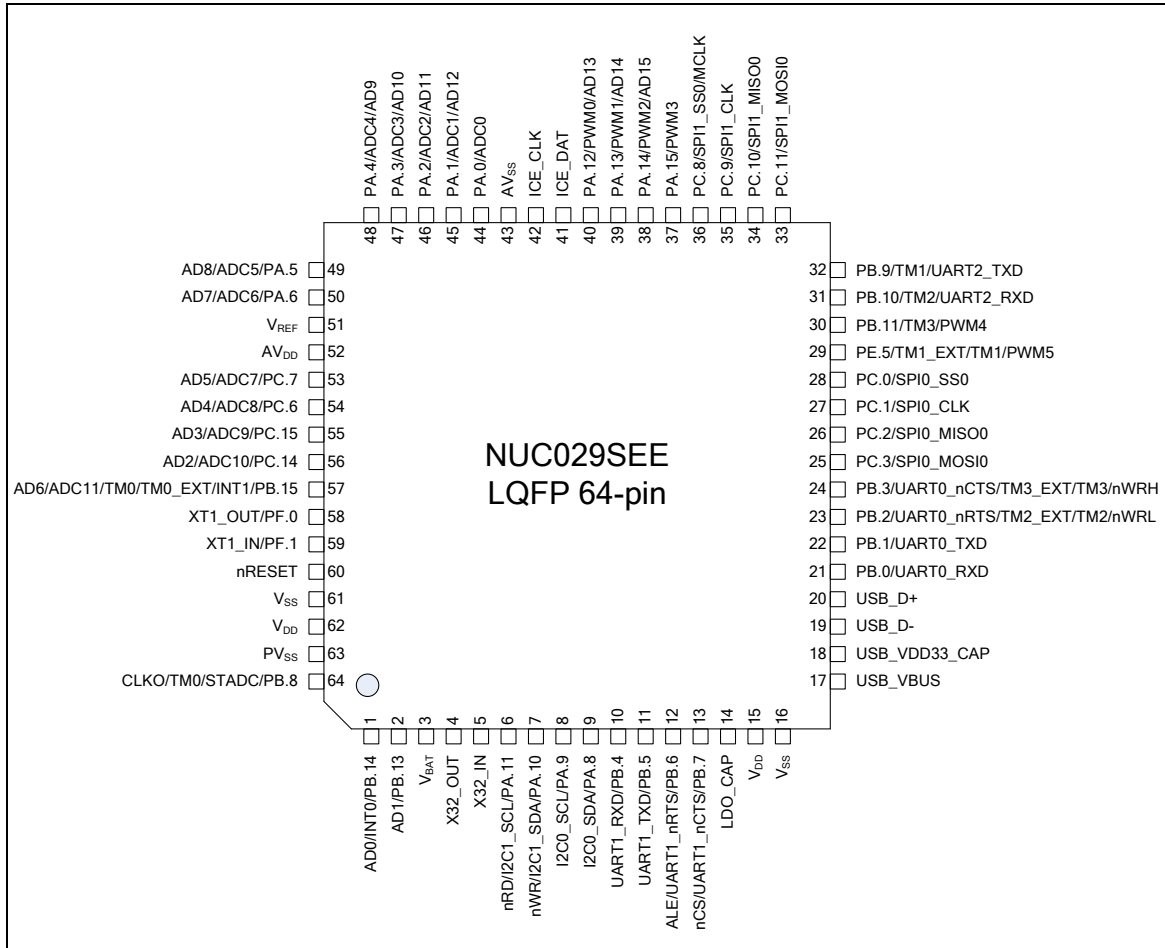 PA.4/ADC4/AD9
PA.3/ADC3/AD10
PA.2/ADC2/AD11
PA.1/ADC1/AD12
PA.0/ADC0
AVSS
ICE_CLK
ICE_DAT
PA.12/PWM0/AD13
PA.13/PWM1/AD14
PA.14/PWM2/AD15
PA.15/PWM3
PC.8/SPI1_SS0/MCLK
PC.9/SPI1_CLK
PC.10/SPI1_MISO0
PC.11/SPI1_MOSI0
48 47 46 45 44 43 42 41 40 39 38 37 36 35 34 33
AD8/ADC5/PA.5 49
AD7/ADC6/PA.6 50
VREF 51
AVDD 52
AD5/ADC7/PC.7 53
AD4/ADC8/PC.6 54
AD3/ADC9/PC.15 55
AD2/ADC10/PC.14 56
AD6/ADC11/TM0/TM0_EXT/INT1/PB.15 57
XT1_OUT/PF.0 58
XT1_IN/PF.1 59
nRESET 60
VSS 61
VDD 62
PVSS 63
CLKO/TM0/STADC/PB.8 64
NUC029SEE
LQFP 64-pin
32 PB.9/TM1/UART2_TXD
31 PB.10/TM2/UART2_RXD
30 PB.11/TM3/PWM4
29 PE.5/TM1_EXT/TM1/PWM5
28 PC.0/SPI0_SS0
27 PC.1/SPI0_CLK
26 PC.2/SPI0_MISO0
25 PC.3/SPI0_MOSI0
24 PB.3/UART0_nCTS/TM3_EXT/TM3/nWRH
23 PB.2/UART0_nRTS/TM2_EXT/TM2/nWRL
22 PB.1/UART0_TXD
21 PB.0/UART0_RXD
20 USB_D+
19 USB_D-
18 USB_VDD33_CAP
17 USB_VBUS
1 2 3 4 5 6 7 8 9 10 11 12 13 14 15 16
AD0/INT0/PB.14
AD1/PB.13
VBAT
X32_OUT
X32_IN
nRD/I2C1_SCL/PA.11
nWR/I2C1_SDA/PA.10
I2C0_SCL/PA.9
I2C0_SDA/PA.8
UART1_RXD/PB.4
UART1_TXD/PB.5
ALE/UART1_nRTS/PB.6
nCS/UART1_nCTS/PB.7
LDO_CAP
VDD
VSS